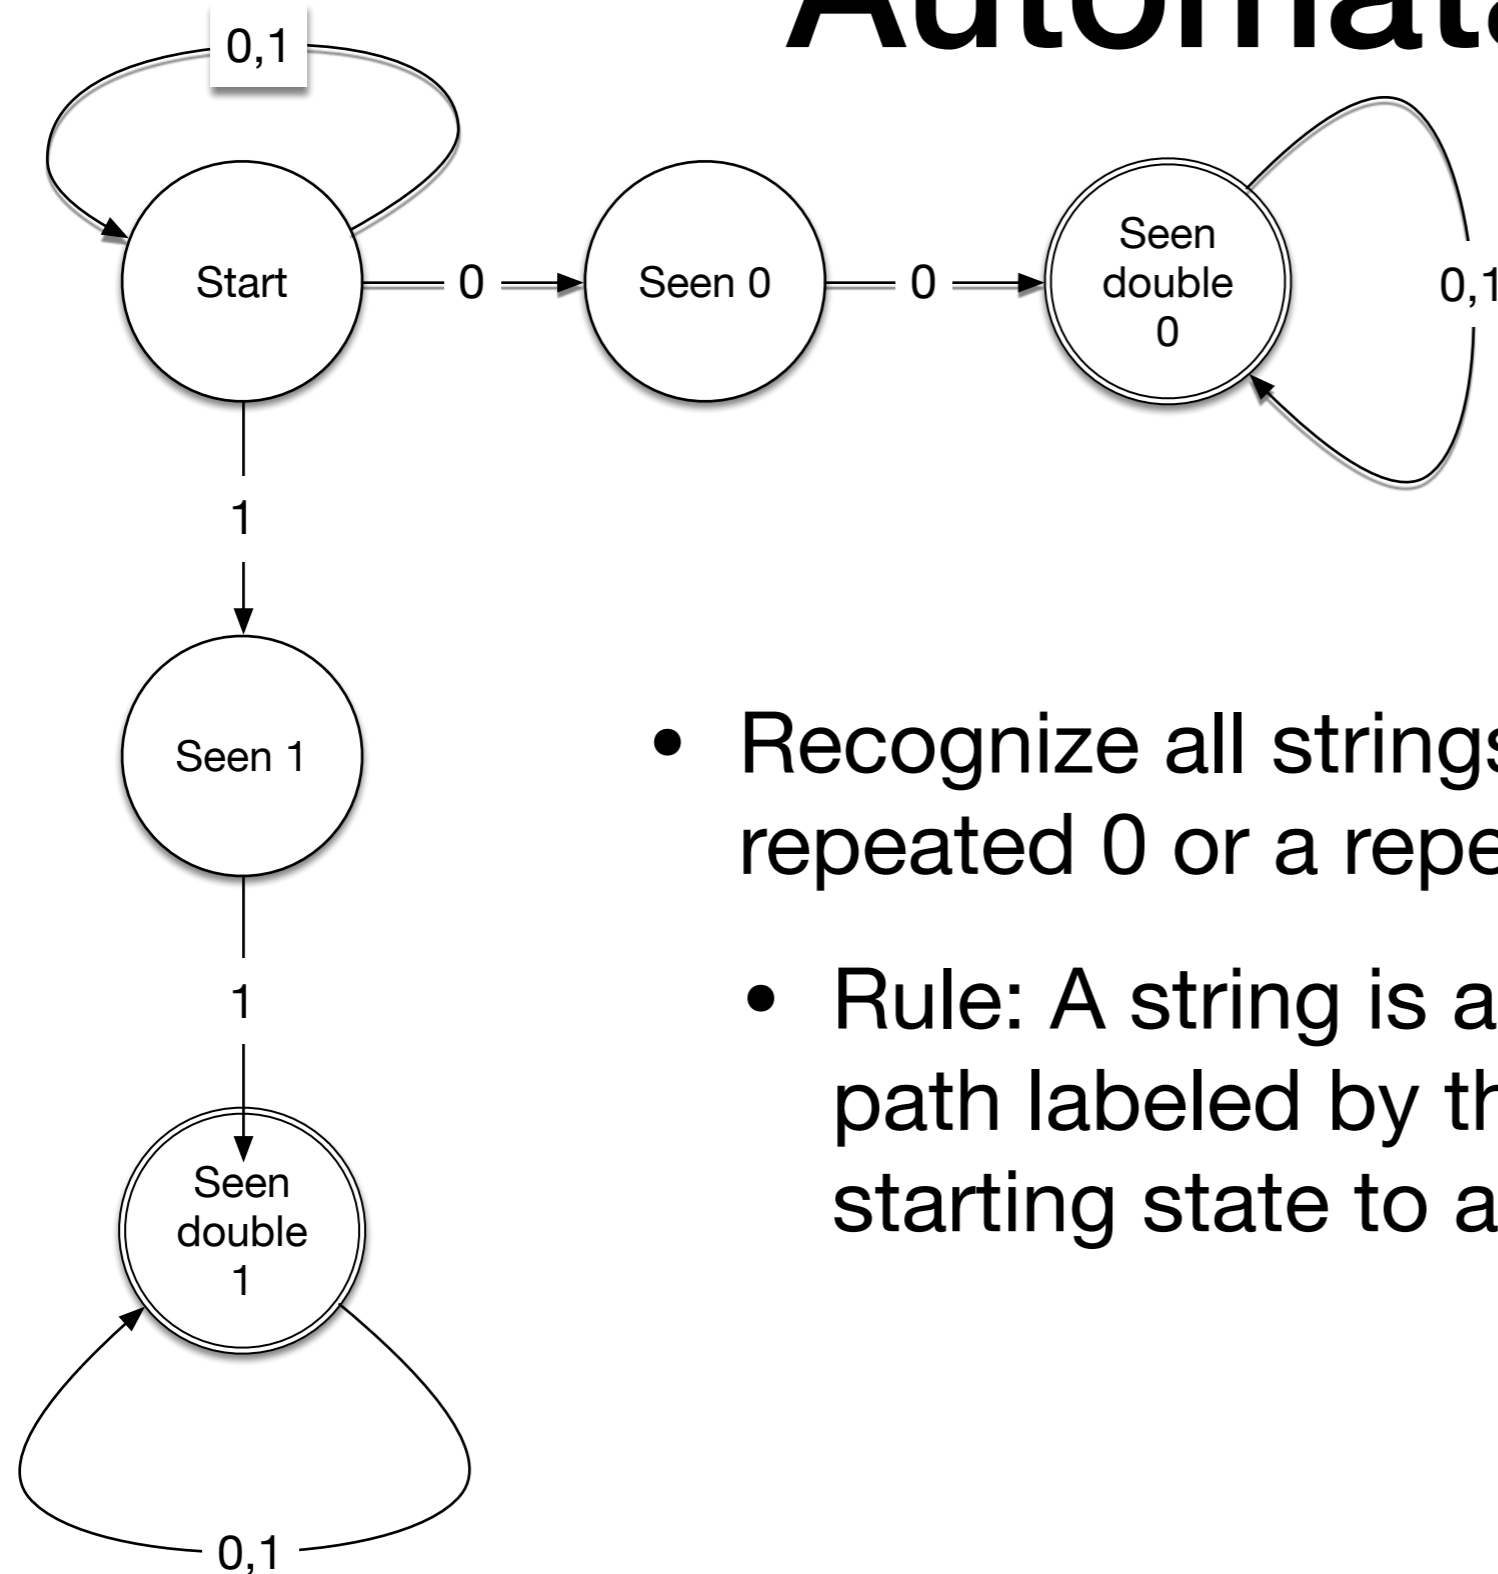 Automata
0,1
Start
0
Seen 0
0
Seen
double
0
0,1
1
Seen 1
1
Seen
double
1
0,1
• Recognize all strings
repeated 0 or a repe
• Rule: A string is a
path labeled by th
starting state to a